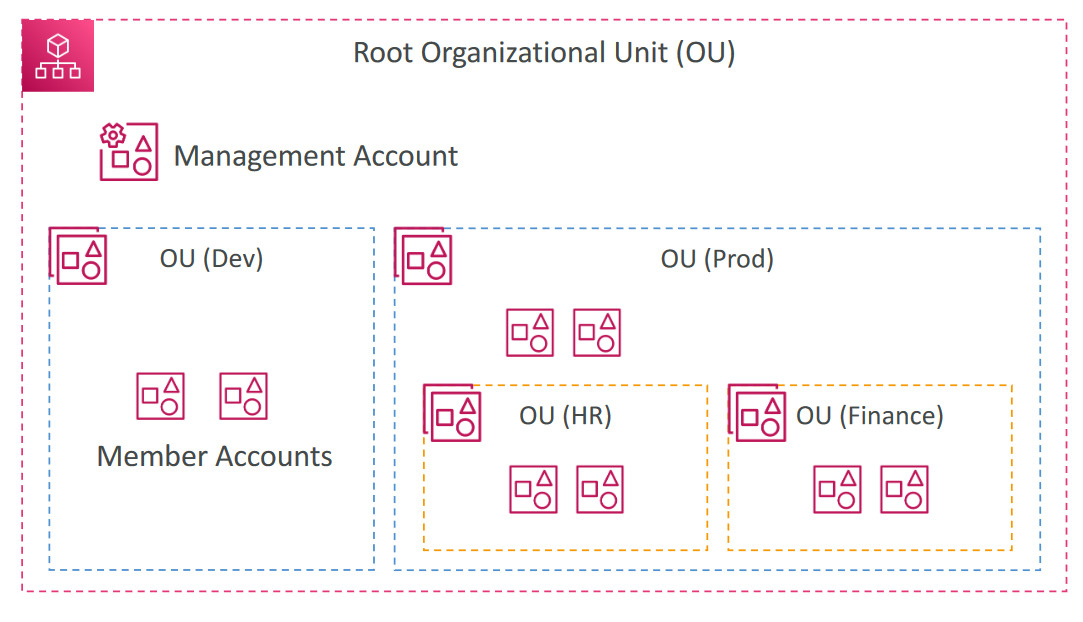 Root Organizational Unit (OU)
Management Account
OU (Dev)
OU (Prod)
OU (HR)
OU (Finance)
Member Accounts